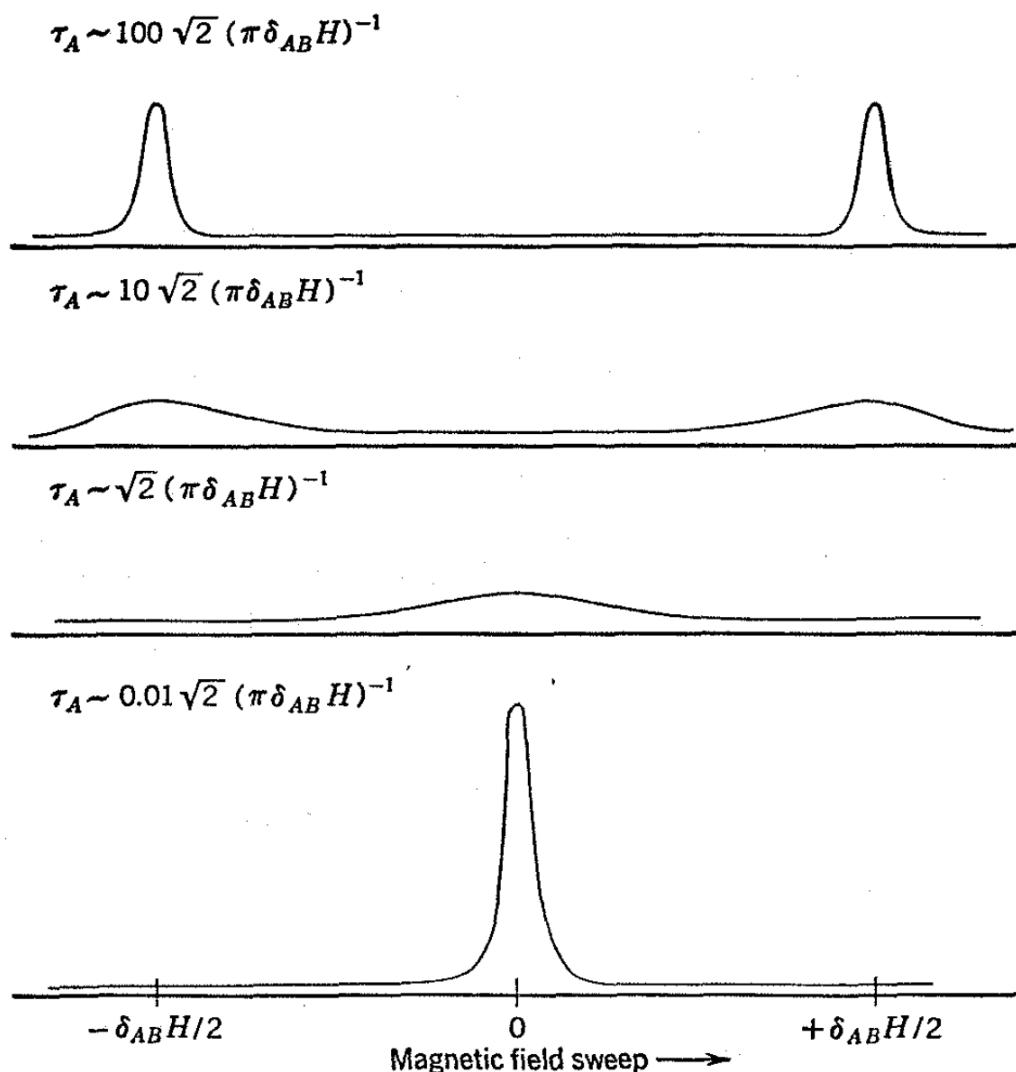 τ_A ~ 100 √2 (πδ_AB H)⁻¹
τ_A ~ 10 √2 (πδ_AB H)⁻¹
τ_A ~ √2 (πδ_AB H)⁻¹
τ_A ~ 0.01 √2 (πδ_AB H)⁻¹
−δ_AB H/2 0 +δ_AB H/2
Magnetic field sweep ⟶